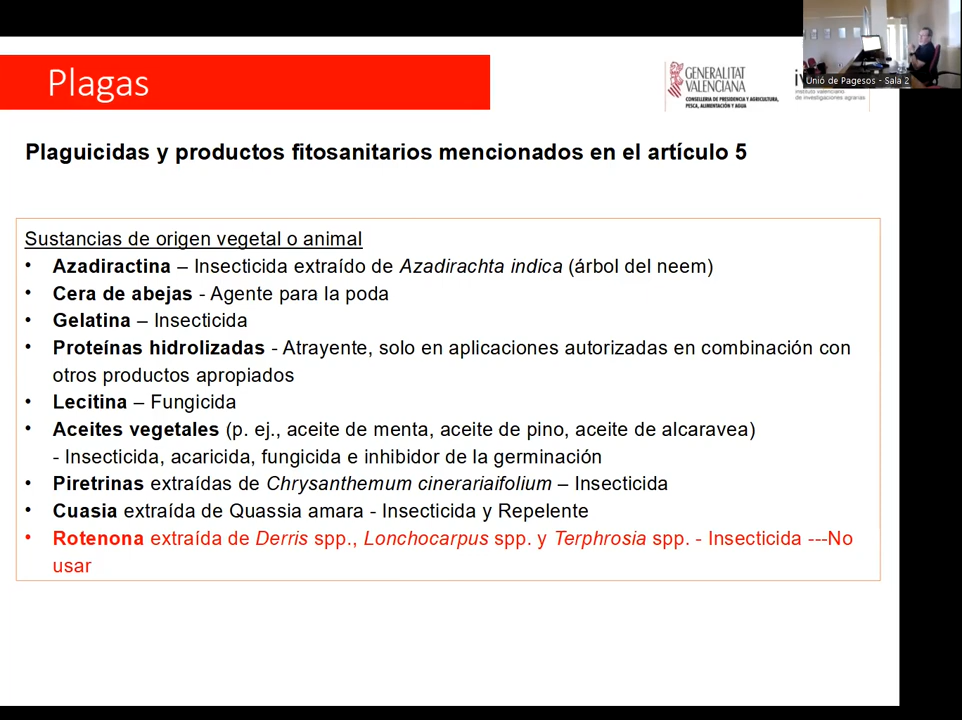 Plagas
GENERALITAT
VALENCIANA
CONSELLERIA DE PRESIDENCIA Y AGRICULTURA,
PESCA, ALIMENTACIÓN Y AGUA
instituto valenciano
de investigaciones agrarias
Unió de Pagesos - Sala 2
Plaguicidas y productos fitosanitarios mencionados en el artículo 5
Sustancias de origen vegetal o animal
• Azadiractina – Insecticida extraído de Azadirachta indica (árbol del neem)
• Cera de abejas - Agente para la poda
• Gelatina – Insecticida
• Proteínas hidrolizadas - Atrayente, solo en aplicaciones autorizadas en combinación con
otros productos apropiados
• Lecitina – Fungicida
• Aceites vegetales (p. ej., aceite de menta, aceite de pino, aceite de alcaravea)
- Insecticida, acaricida, fungicida e inhibidor de la germinación
• Piretrinas extraídas de Chrysanthemum cinerariaifolium – Insecticida
• Cuasia extraída de Quassia amara - Insecticida y Repelente
• Rotenona extraída de Derris spp., Lonchocarpus spp. y Terphrosia spp. - Insecticida ---No
usar